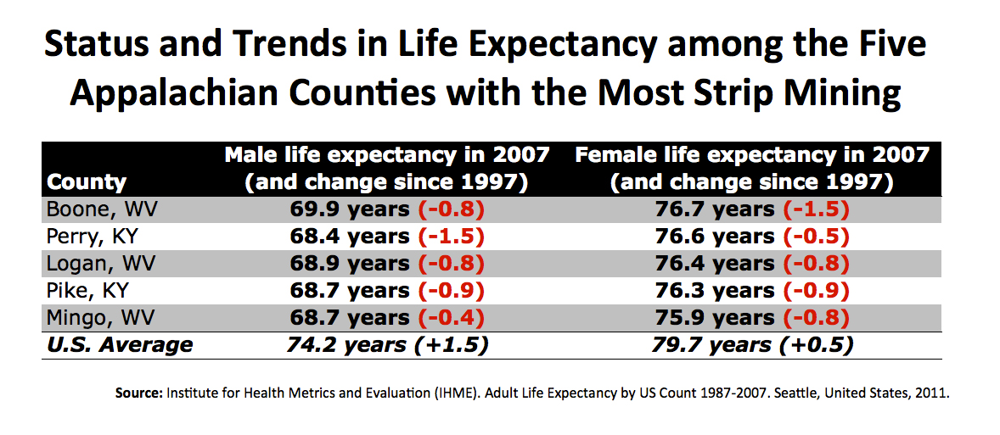 Status and Trends in Life Expectancy among the Five
Appalachian Counties with the Most Strip Mining
Male life expectancy in 2007 Female life expectancy in 2007
County (and change since 1997) (and change since 1997)
Boone, WV 69.9 years (-0.8) 76.7 years (-1.5)
Perry, KY 68.4 years (-1.5) 76.6 years (-0.5)
Logan, WV 68.9 years (-0.8) 76.4 years (-0.8)
Pike, KY 68.7 years (-0.9) 76.3 years (-0.9)
Mingo, WV 68.7 years (-0.4) 75.9 years (-0.8)
U.S. Average 74.2 years (+1.5) 79.7 years (+0.5)
Source: Institute for Health Metrics and Evaluation (IHME). Adult Life Expectancy by US Count 1987-2007. Seattle, United States, 2011.